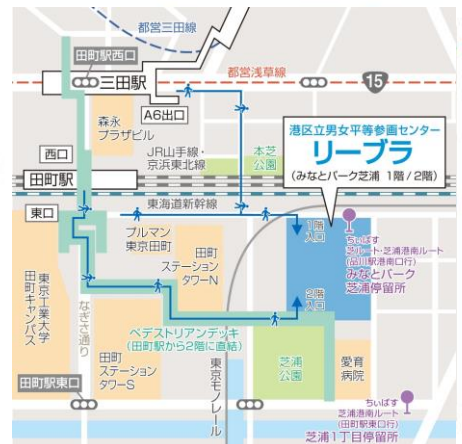 都営三田線
田町駅西口
三田駅
都営浅草線
15
A6出口
森永
プラザビル
港区立男女平等参画センター
リーブラ
(みなとパーク芝浦 1階/2階)
西口
JR山手線・
京浜東北線
本芝
公園
田町駅
東海道新幹線
東口
プルマン
東京田町
田町
ステーション
タワーN
1階
入口
ちぃばす
芝ルート・芝浦港南ルート
(品川駅港南口行)
みなとパーク
芝浦停留所
東京工業大学
田町キャンパス
なぎさ通り
2階
入口
ペデストリアンデッキ
(田町駅から2階に直結)
田町
ステーション
タワーS
東京モノレール
芝浦
公園
愛育
病院
田町駅東口
ちぃばす
芝浦港南ルート
(田町駅東口行)
芝浦1丁目停留所